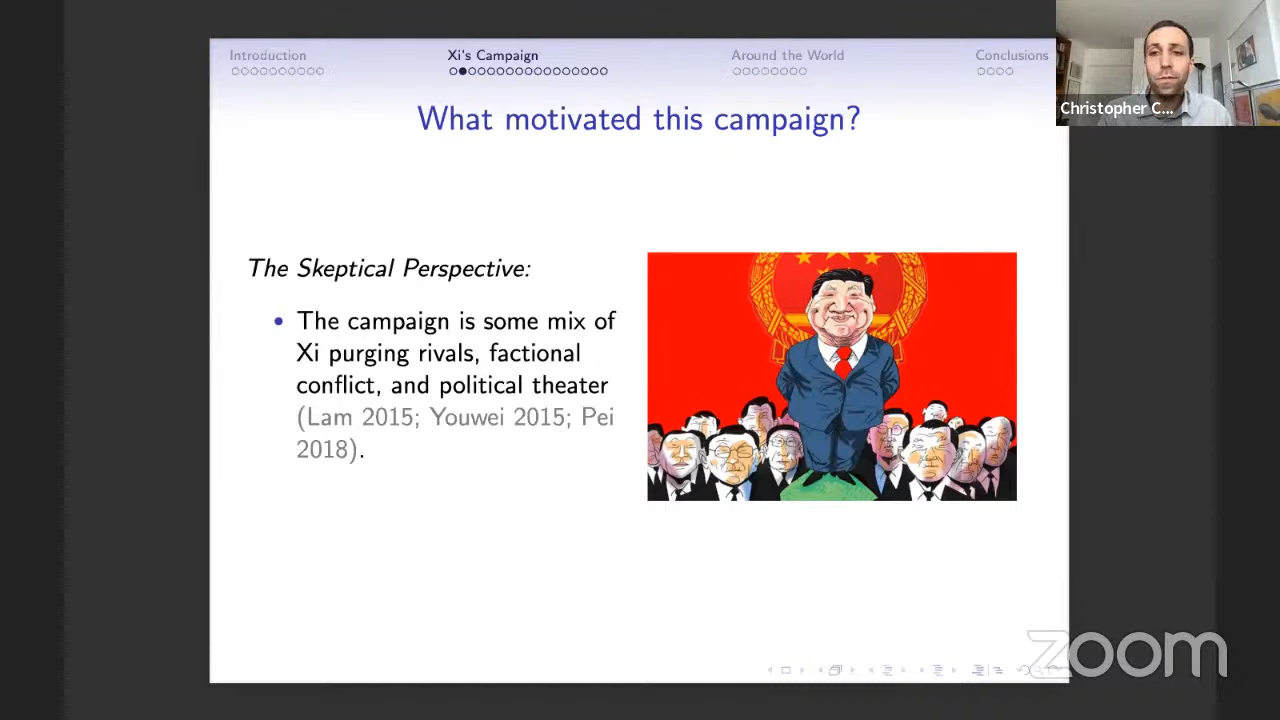 Introduction
Xi's Campaign
Around the World
Conclusions
Christopher C...
What motivated this campaign?
The Skeptical Perspective:
• The campaign is some mix of
Xi purging rivals, factional
conflict, and political theater
(Lam 2015; Youwei 2015; Pei
2018).
zoom